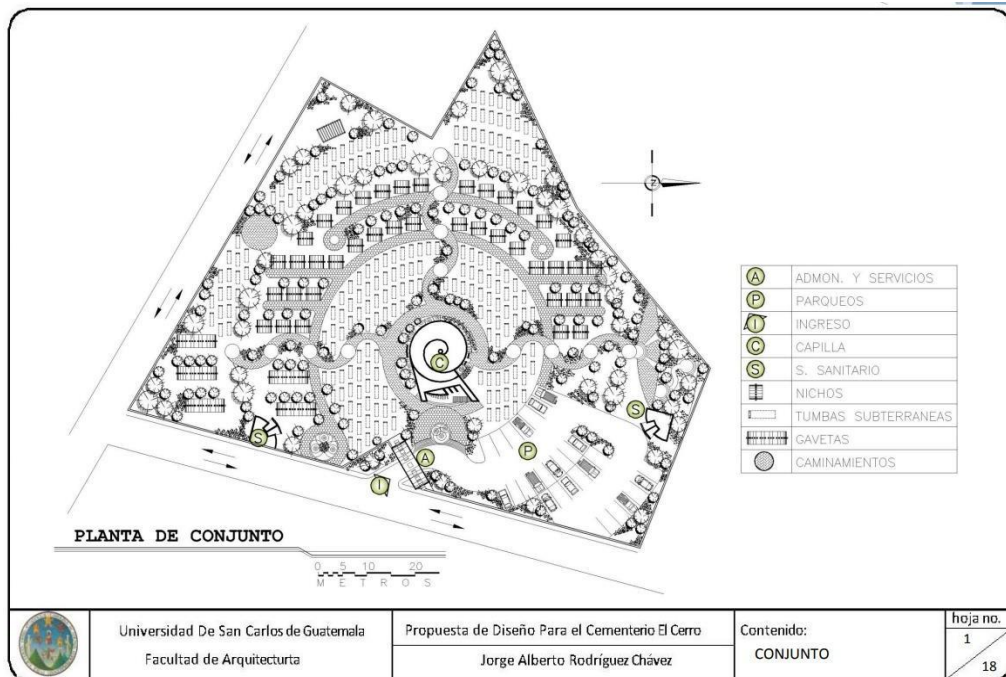 N
A ADMON. Y SERVICIOS
P PARQUEOS
I INGRESO
C CAPILLA
S S. SANITARIO
NICHOS
TUMBAS SUBTERRANEAS
GAVETAS
CAMINAMIENTOS
C
S
S
A
P
I
PLANTA DE CONJUNTO
0 5 10 20
M E T R O S
Universidad De San Carlos de Guatemala
Facultad de Arquitecturta
Propuesta de Diseño Para el Cementerio El Cerro
Jorge Alberto Rodríguez Chávez
Contenido:
CONJUNTO
hoja no.
1
18